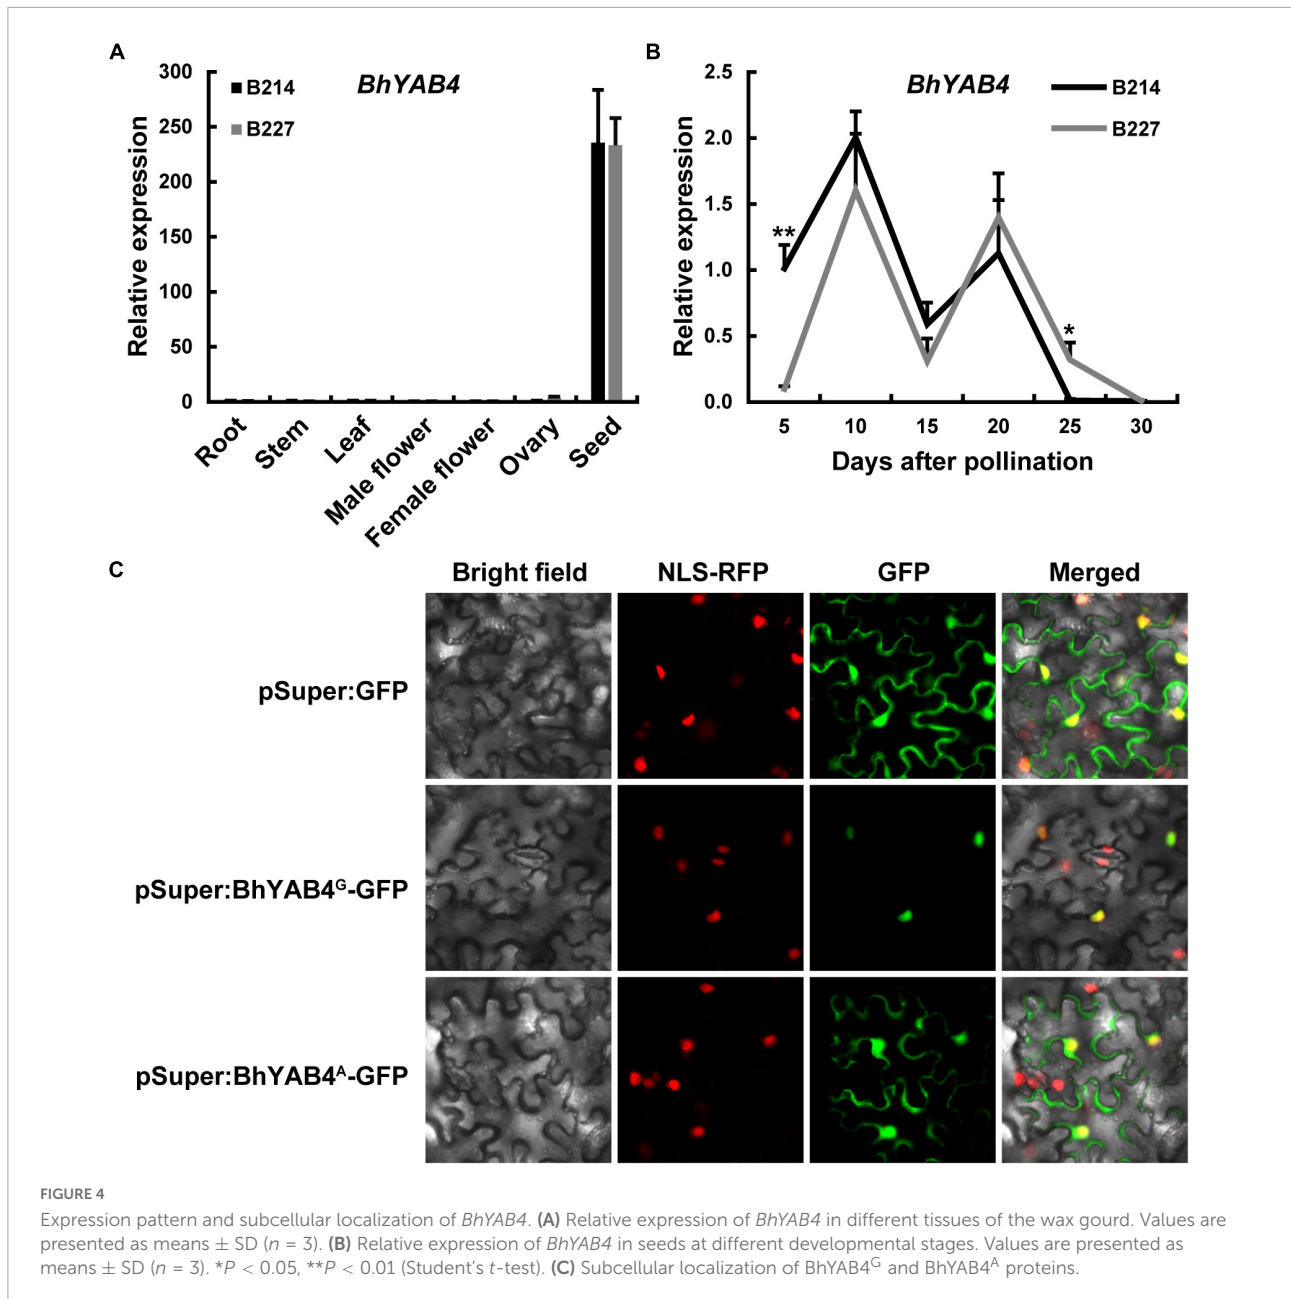 A
BhYAB4
B214
B227
Relative expression
300
250
200
150
100
50
0
Root
Stem
Leaf
Male flower
Female flower
Ovary
Seed
B
BhYAB4
B214
B227
Relative expression
2.5
2.0
1.5
1.0
0.5
0.0
**
*
5 10 15 20 25 30
Days after pollination
C
Bright field NLS-RFP GFP Merged
pSuper:GFP
pSuper:BhYAB4ᴳ-GFP
pSuper:BhYAB4ᴬ-GFP
FIGURE 4
Expression pattern and subcellular localization of BhYAB4. (A) Relative expression of BhYAB4 in different tissues of the wax gourd. Values are
presented as means ± SD (n = 3). (B) Relative expression of BhYAB4 in seeds at different developmental stages. Values are presented as
means ± SD (n = 3). *P < 0.05, **P < 0.01 (Student’s t-test). (C) Subcellular localization of BhYAB4ᴳ and BhYAB4ᴬ proteins.